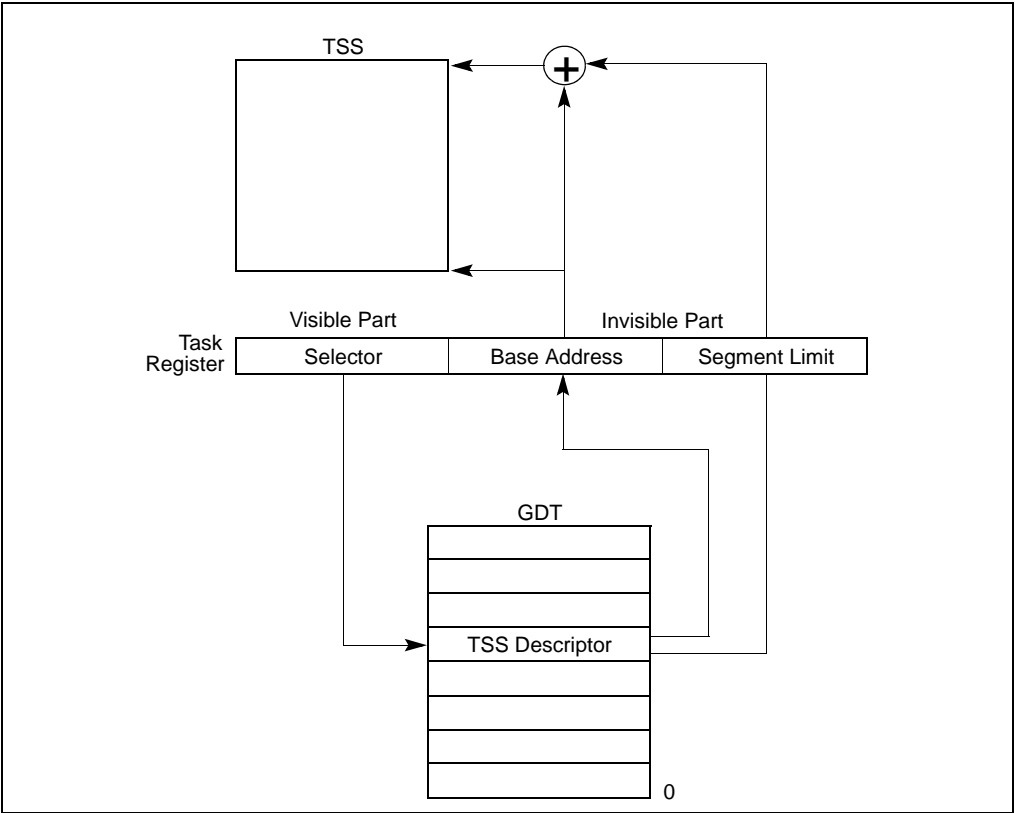 TSS
+
Visible Part
Invisible Part
Task
Register
Selector
Base Address
Segment Limit
GDT
TSS Descriptor
0